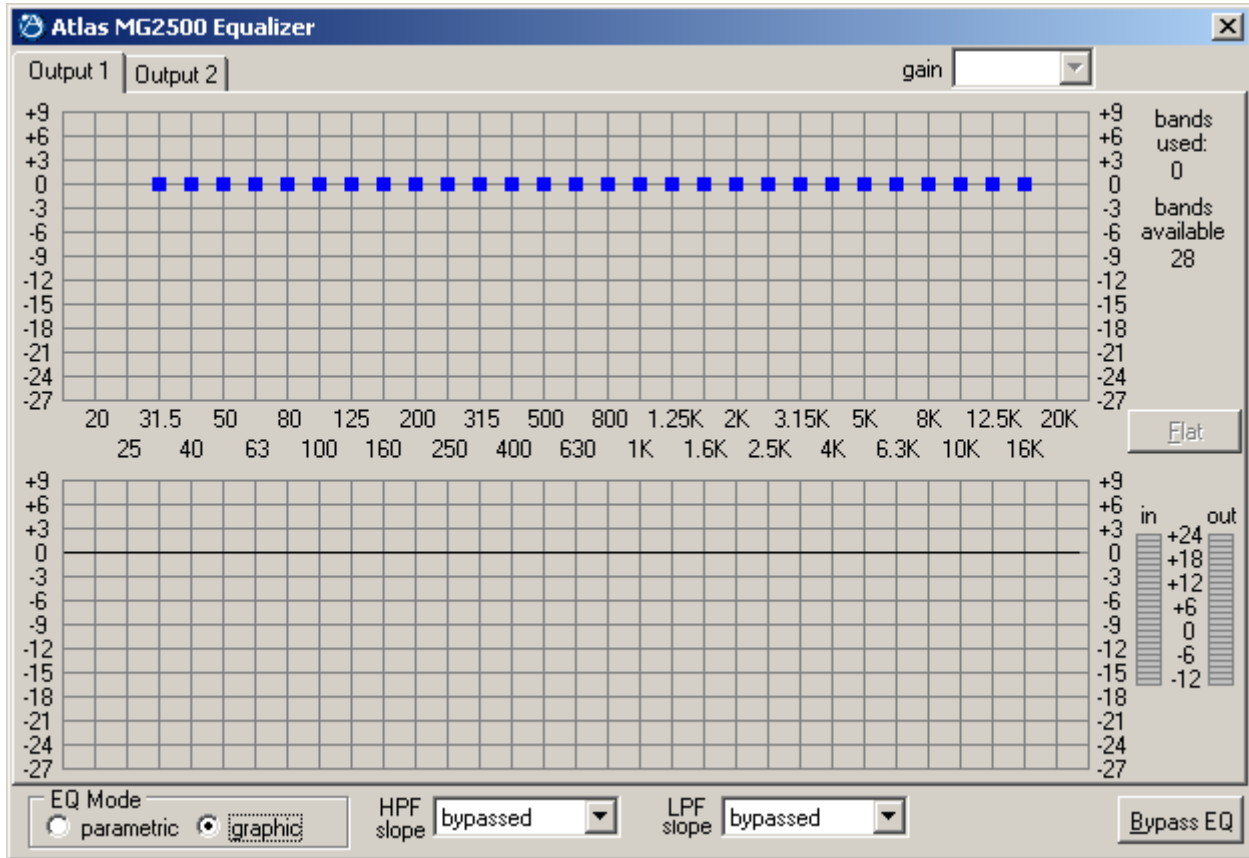 Atlas MG2500 Equalizer
Output 1 Output 2 gain
+9 +9 bands
+6 +6 used:
+3 +3
0 0 0
-3 -3 bands
-6 -6 available
-9 -9 28
-12 -12
-15 -15
-18 -18
-21 -21
-24 -24
-27 -27
20 31.5 50 80 125 200 315 500 800 1.25K 2K 3.15K 5K 8K 12.5K 20K
Flat
25 40 63 100 160 250 400 630 1K 1.6K 2.5K 4K 6.3K 10K 16K
+9 +9
+6 +6
in out
+3 +3 +24
0 0 +18
-3 -3 +12
-6 -6 +6
-9 -9 0
-12 -12 -6
-15 -15 -12
-18 -18
-21 -21
-24 -24
-27 -27
EQ Mode
parametric graphic
HPF slope bypassed
LPF slope bypassed
Bypass EQ